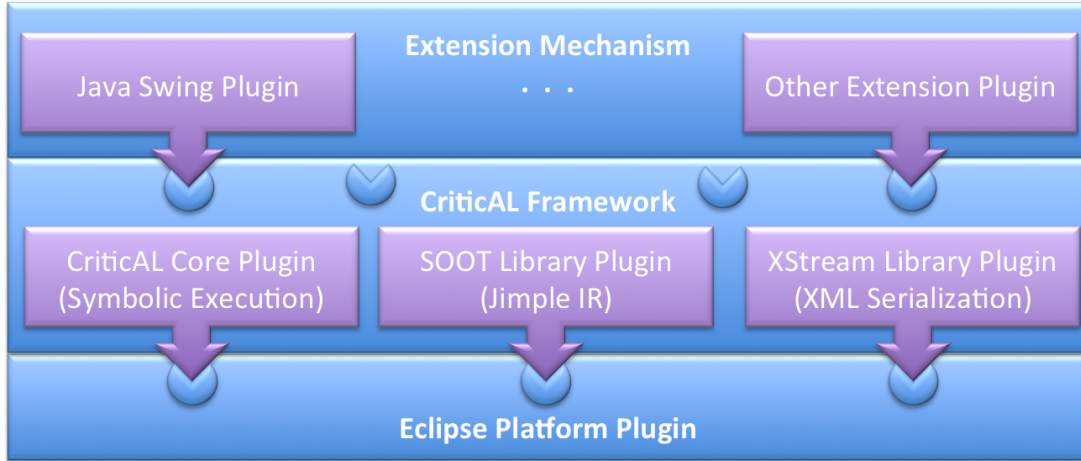 Extension Mechanism
Java Swing Plugin
. . .
Other Extension Plugin
CriticAL Framework
CriticAL Core Plugin
(Symbolic Execution)
SOOT Library Plugin
(Jimple IR)
XStream Library Plugin
(XML Serialization)
Eclipse Platform Plugin